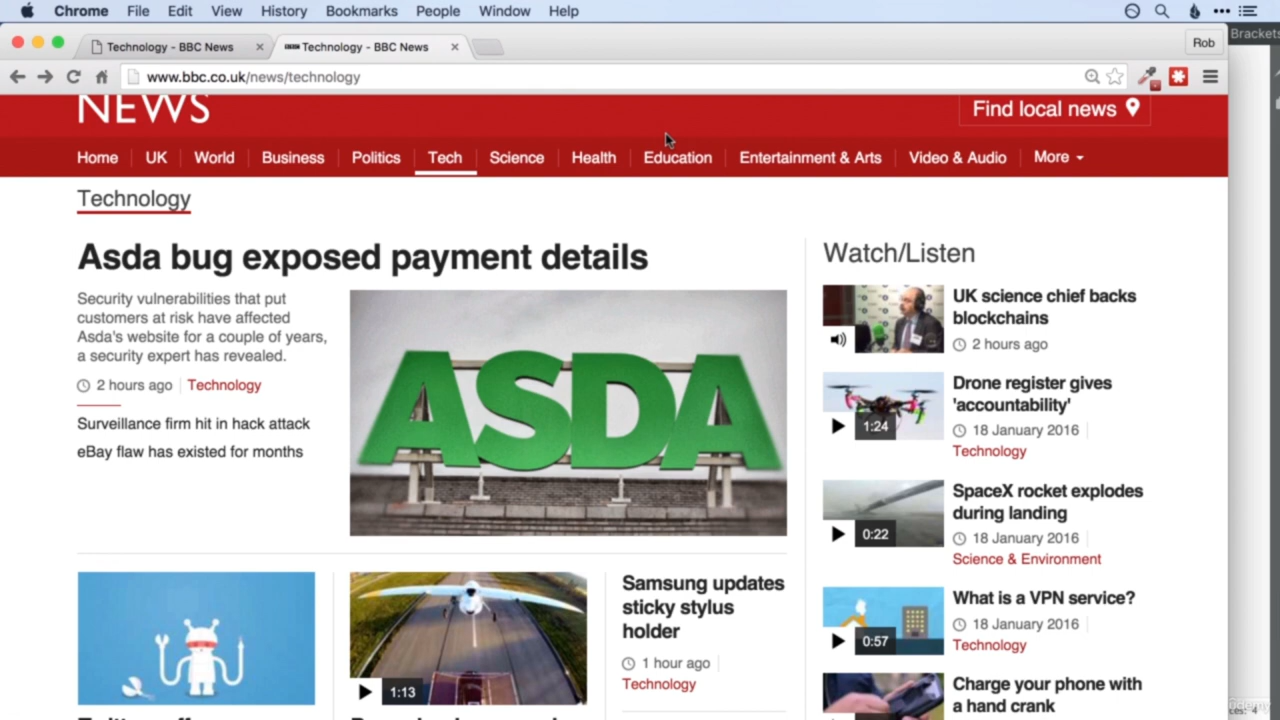 Chrome File Edit View History Bookmarks People Window Help
Brackets
Technology - BBC News
Technology - BBC News
Rob
www.bbc.co.uk/news/technology
NEWS
Find local news
Home UK World Business Politics Tech Science Health Education Entertainment & Arts Video & Audio More
Technology
Asda bug exposed payment details
Security vulnerabilities that put
customers at risk have affected
Asda's website for a couple of years,
a security expert has revealed.
2 hours ago Technology
Surveillance firm hit in hack attack
eBay flaw has existed for months
ASDA
1:13
Samsung updates
sticky stylus
holder
1 hour ago
Technology
Watch/Listen
UK science chief backs
blockchains
2 hours ago
Drone register gives
'accountability'
1:24
18 January 2016
Technology
SpaceX rocket explodes
during landing
0:22
18 January 2016
Science & Environment
What is a VPN service?
0:57
18 January 2016
Technology
Charge your phone with
a hand crank